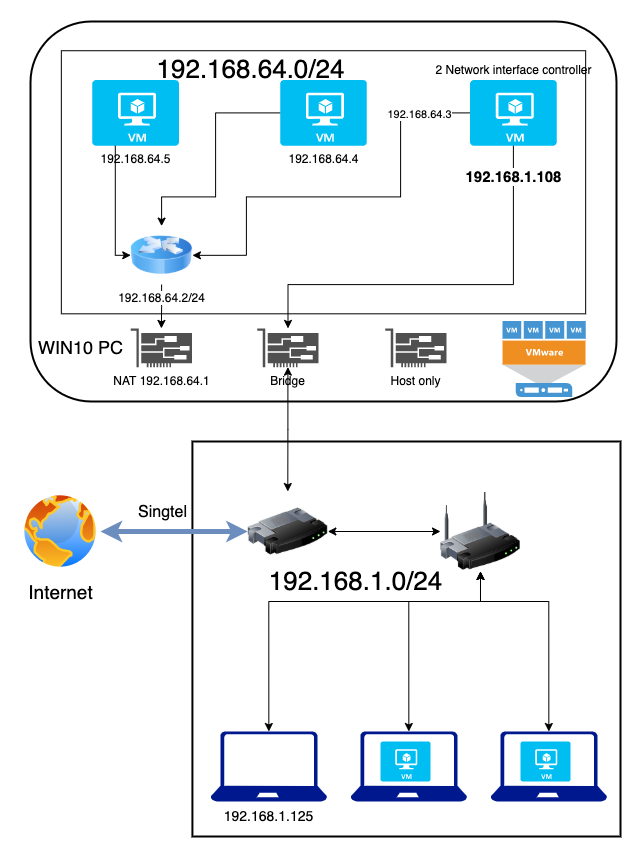 192.168.64.0/24
2 Network interface controller
VM
VM
VM
192.168.64.3
192.168.64.5
192.168.64.4
192.168.1.108
192.168.64.2/24
WIN10 PC
NAT 192.168.64.1
Bridge
Host only
VM VM VM VM
VMware
Singtel
Internet
192.168.1.0/24
VM
VM
192.168.1.125